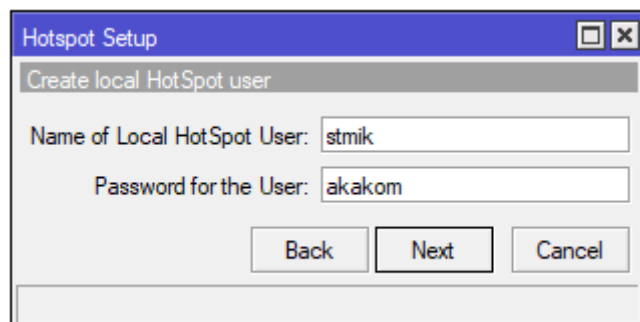 Hotspot Setup
Create local HotSpot user
Name of Local HotSpot User: stmik
Password for the User: akakom
Back Next Cancel